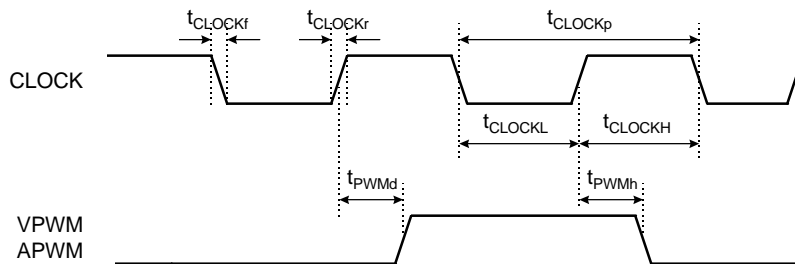 tCLOCKf
tCLOCKr
tCLOCKp
CLOCK
tCLOCKL
tCLOCKH
tPWMd
tPWMh
VPWM
APWM